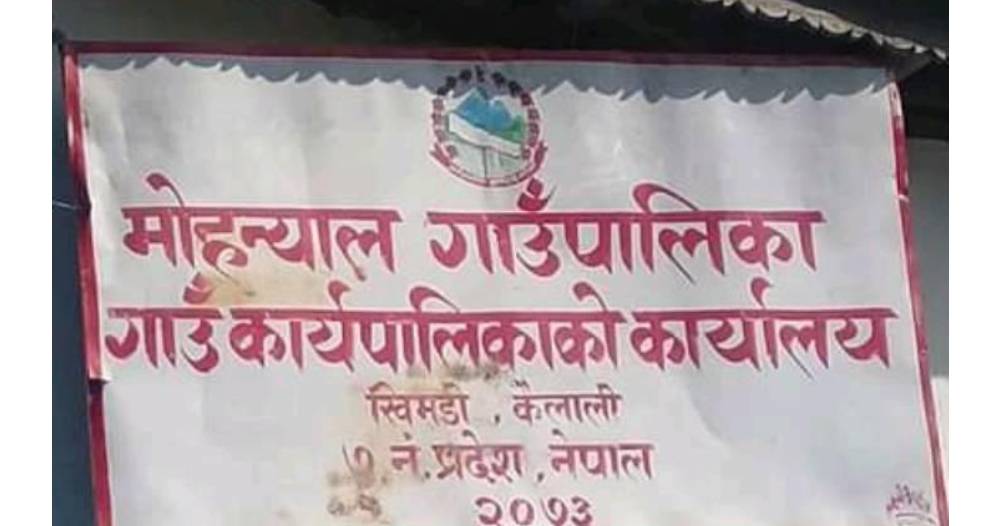 मोहन्याल गाउँपालिका
गाउँ कार्यपालिकाको कार्यालय
खिमडी , कैलाली
७ नं. प्रदेश , नेपाल
२०७३